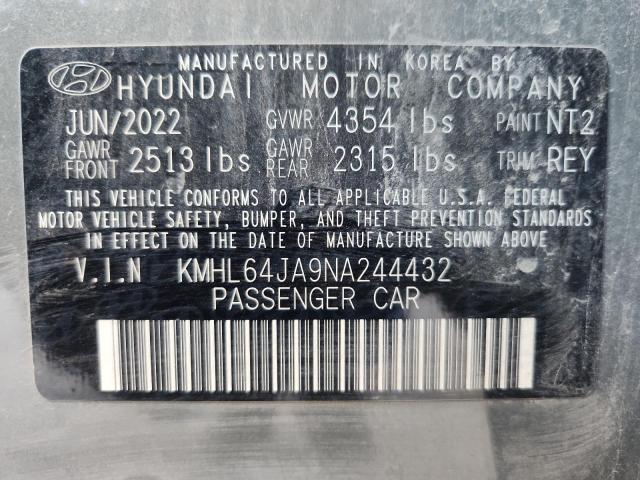 MANUFACTURED IN KOREA BY
HYUNDAI MOTOR COMPANY
JUN/2022 GVWR 4354 lbs PAINT NT2
GAWR FRONT 2513 lbs GAWR REAR 2315 lbs TRIM REY
THIS VEHICLE CONFORMS TO ALL APPLICABLE U.S.A. FEDERAL
MOTOR VEHICLE SAFETY, BUMPER, AND THEFT PREVENTION STANDARDS
IN EFFECT ON THE DATE OF MANUFACTURE SHOWN ABOVE.
V.I.N KMHL64JA9NA244432
PASSENGER CAR